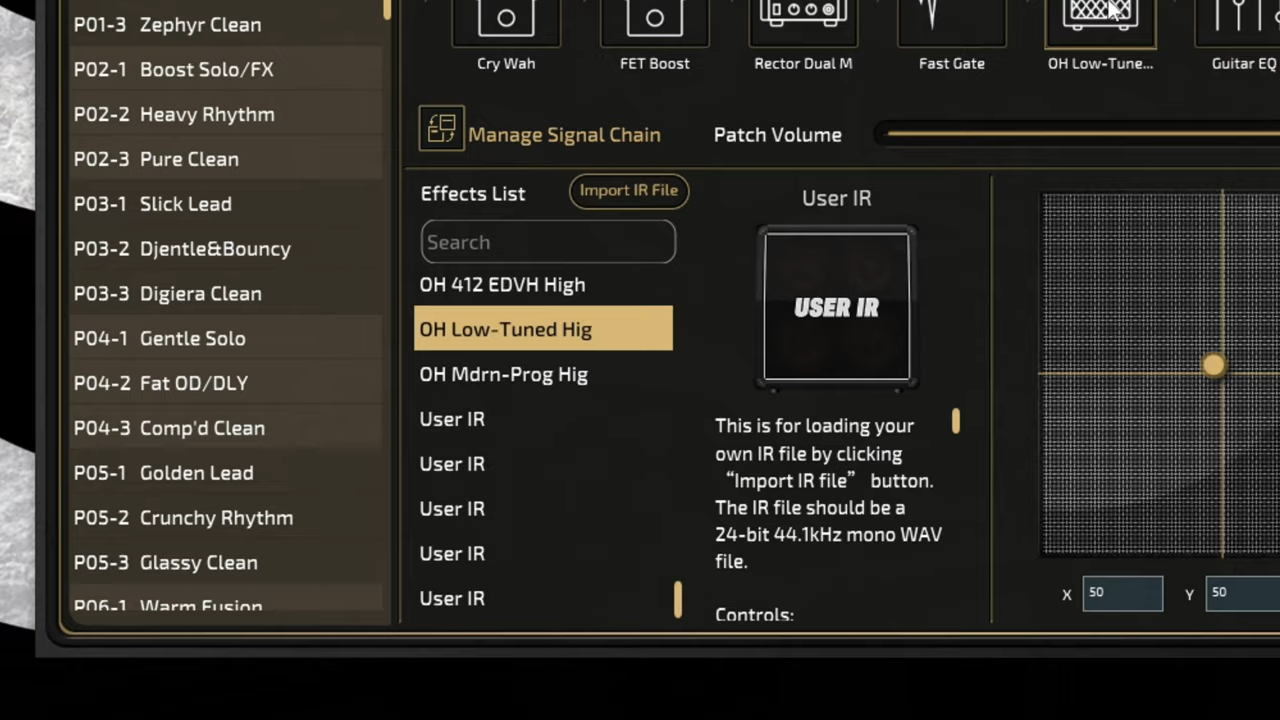 P01-3 Zephyr Clean
P02-1 Boost Solo/FX
P02-2 Heavy Rhythm
P02-3 Pure Clean
P03-1 Slick Lead
P03-2 Djentle&Bouncy
P03-3 Digiera Clean
P04-1 Gentle Solo
P04-2 Fat OD/DLY
P04-3 Comp'd Clean
P05-1 Golden Lead
P05-2 Crunchy Rhythm
P05-3 Glassy Clean
P06-1 Warm Fusion
Cry Wah
FET Boost
Rector Dual M
Fast Gate
OH Low-Tune...
Guitar EQ
Manage Signal Chain
Patch Volume
Effects List
Import IR File
Search
OH 412 EDVH High
OH Low-Tuned Hig
OH Mdrn-Prog Hig
User IR
User IR
User IR
User IR
User IR
User IR
USER IR
This is for loading your
own IR file by clicking
“Import IR file” button.
The IR file should be a
24-bit 44.1kHz mono WAV
file.
Controls:
X 50
Y 50